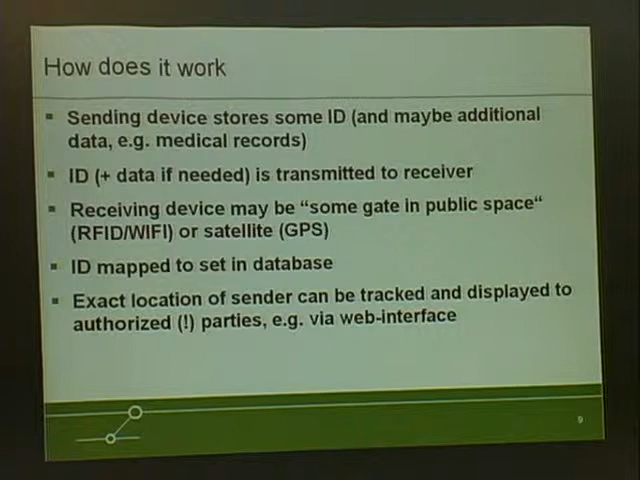 How does it work
Sending device stores some ID (and maybe additional
data, e.g. medical records)
ID (+ data if needed) is transmitted to receiver
Receiving device may be “some gate in public space“
(RFID/WIFI) or satellite (GPS)
ID mapped to set in database
Exact location of sender can be tracked and displayed to
authorized (!) parties, e.g. via web-interface
9